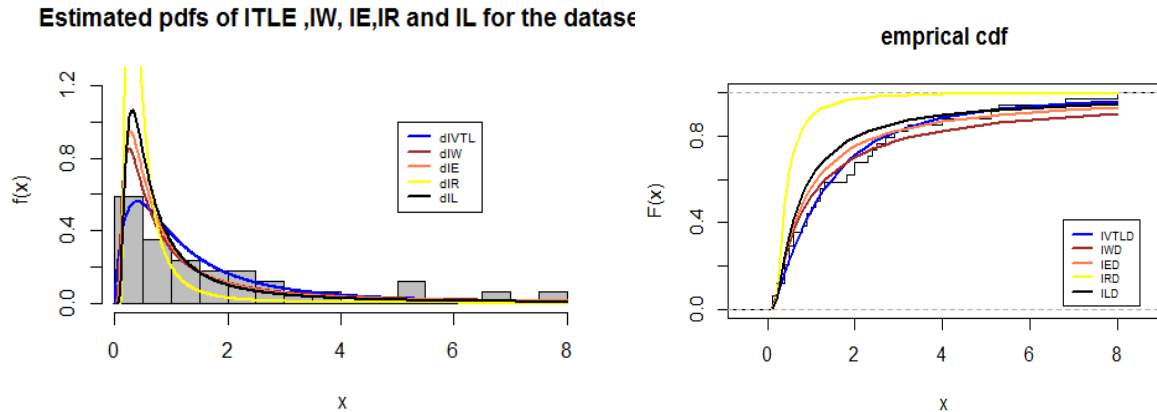 Estimated pdfs of ITLE ,IW, IE,IR and IL for the datase
f(x)
1.2
0.8
0.4
0.0
dIVTL
dIW
dIE
dIR
dIL
0 2 4 6 8
x
emprical cdf
F(x)
0.8
0.4
0.0
IVTLD
IWD
IED
IRD
ILD
0 2 4 6 8
x